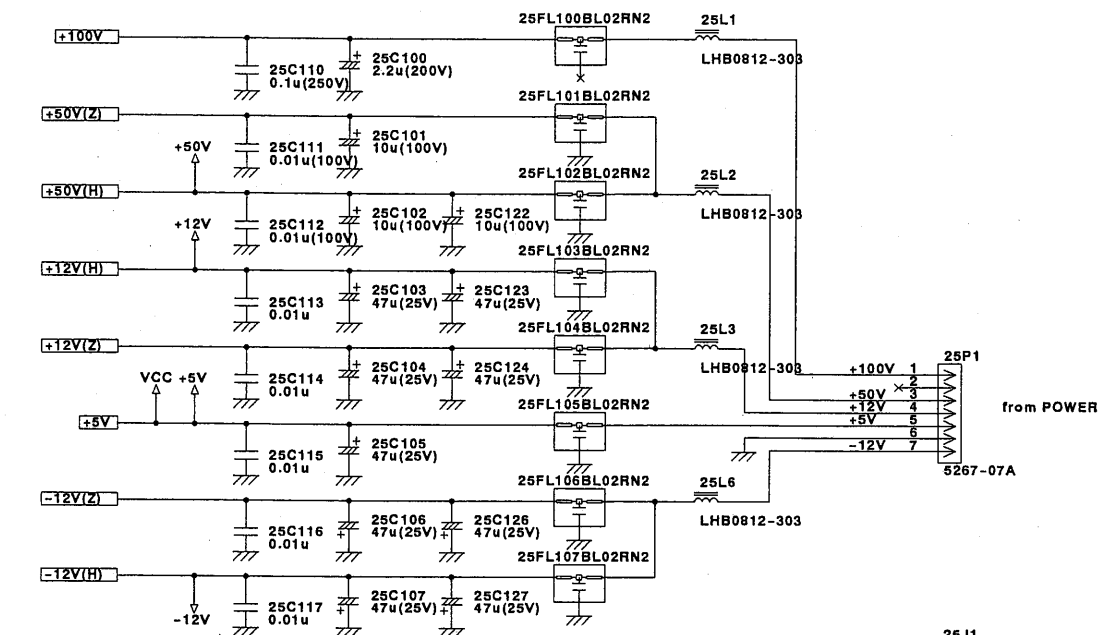 25FL100BL02RN2
25L1
+100V
25C110
0.1u(250V)
25C100
2.2u(200V)
LHB0812-303
25FL101BL02RN2
+50V(Z)
+50V
25C111
0.01u(100V)
25C101
10u(100V)
25FL102BL02RN2
25L2
+50V(H)
+12V
25C112
0.01u(100V)
25C102
10u(100V)
25C122
10u(100V)
LHB0812-303
25FL103BL02RN2
+12V(H)
25C113
0.01u
25C103
47u(25V)
25C123
47u(25V)
25FL104BL02RN2
25L3
+12V(Z)
VCC +5V
25C114
0.01u
25C104
47u(25V)
25C124
47u(25V)
LHB0812-303
25P1
+100V 1
2
+50V 3
+12V 4
+5V 5
6
-12V 7
from POWER
5267-07A
25FL105BL02RN2
+5V
25C115
0.01u
25C105
47u(25V)
25FL106BL02RN2
25L6
-12V(Z)
25C116
0.01u
25C106
47u(25V)
25C126
47u(25V)
LHB0812-303
25FL107BL02RN2
-12V(H)
-12V
25C117
0.01u
25C107
47u(25V)
25C127
47u(25V)
25J1